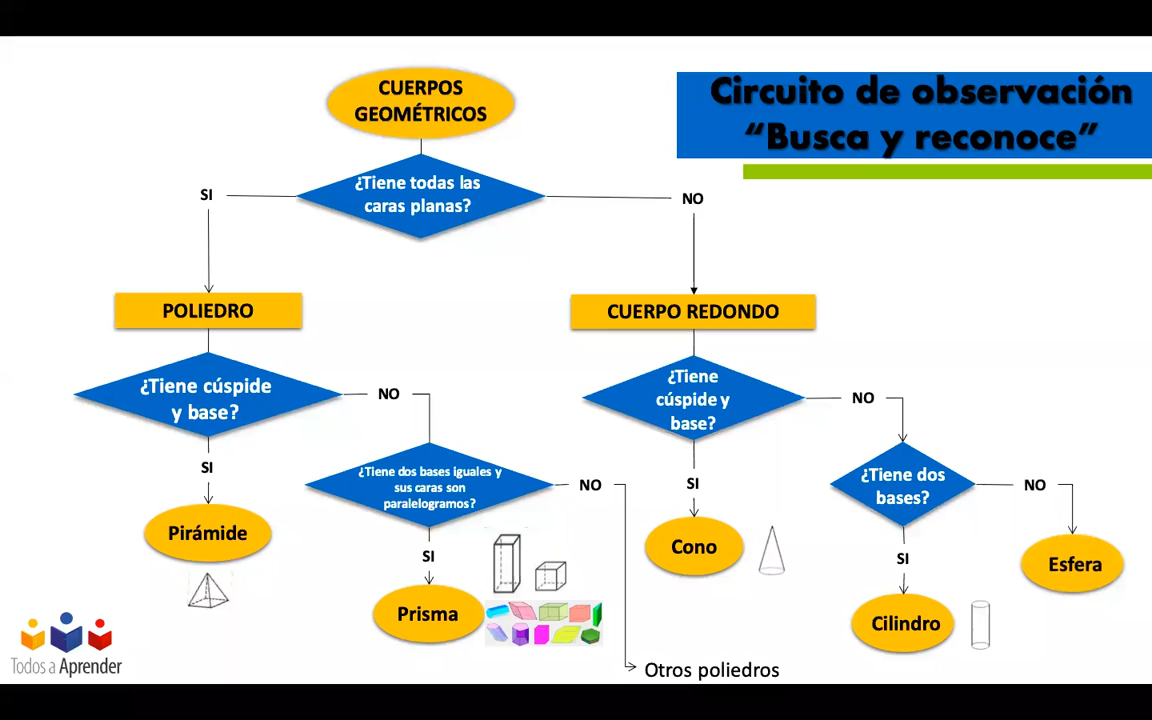 Circuito de observación
“Busca y reconoce”
CUERPOS
GEOMÉTRICOS
¿Tiene todas las
caras planas?
SI
NO
POLIEDRO
CUERPO REDONDO
¿Tiene cúspide
y base?
NO
SI
Pirámide
¿Tiene dos bases iguales y
sus caras son
paralelogramos?
NO
SI
Prisma
Otros poliedros
¿Tiene
cúspide y
base?
NO
SI
Cono
¿Tiene dos
bases?
NO
SI
Cilindro
Esfera
Todos a Aprender